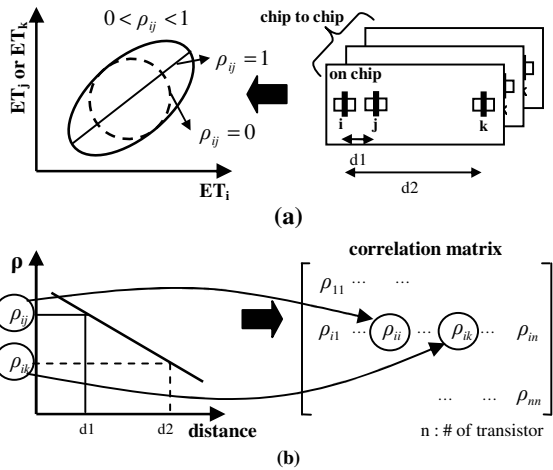 0 < ρij < 1
ρij = 1
ρij = 0
ETj or ETk
ETi
chip to chip
on chip
i
j
k
d1
d2
(a)
correlation matrix
ρ
ρij
ρik
d1
d2
distance
ρ11 ... ...
ρi1 ... ρii ... ρik ... ρin
... ... ρnn
n : # of transistor
(b)